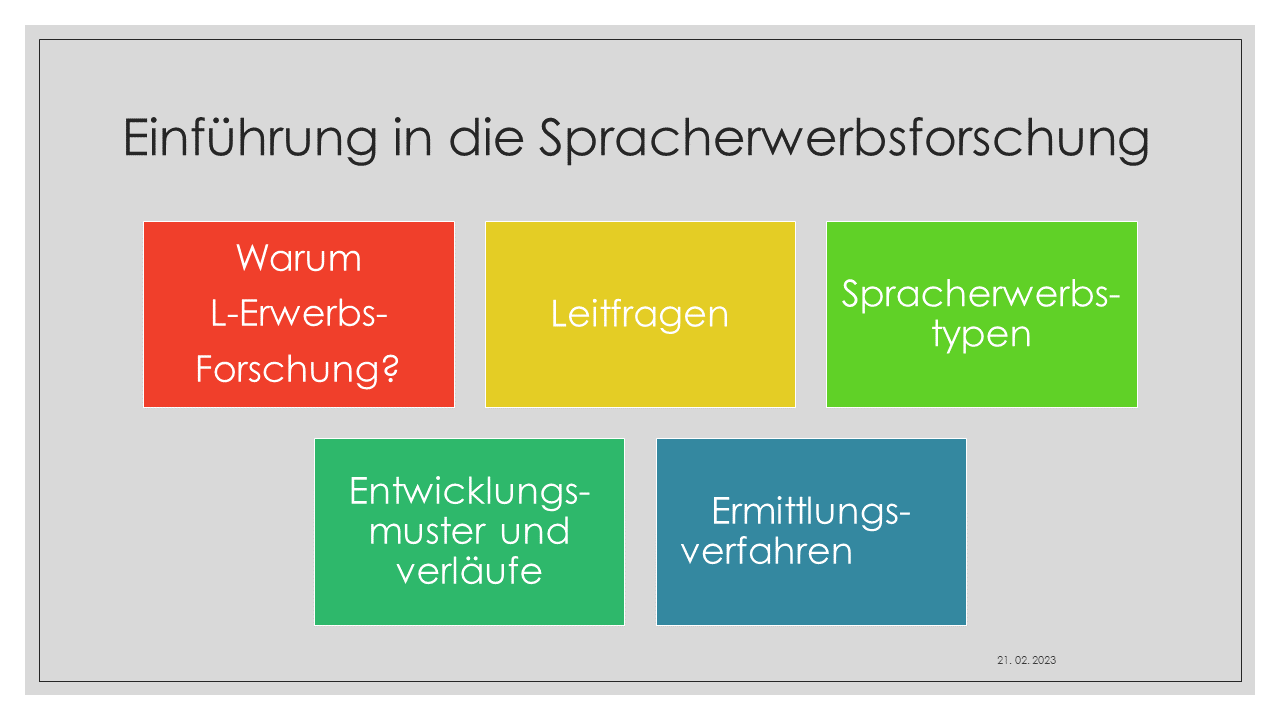 Einführung in die Spracherwerbsforschung
Warum
L-Erwerbs-
Forschung?
Leitfragen
Spracherwerbs-
typen
Entwicklungs-
muster und
verläufe
Ermittlungs-
verfahren
21. 02. 2023